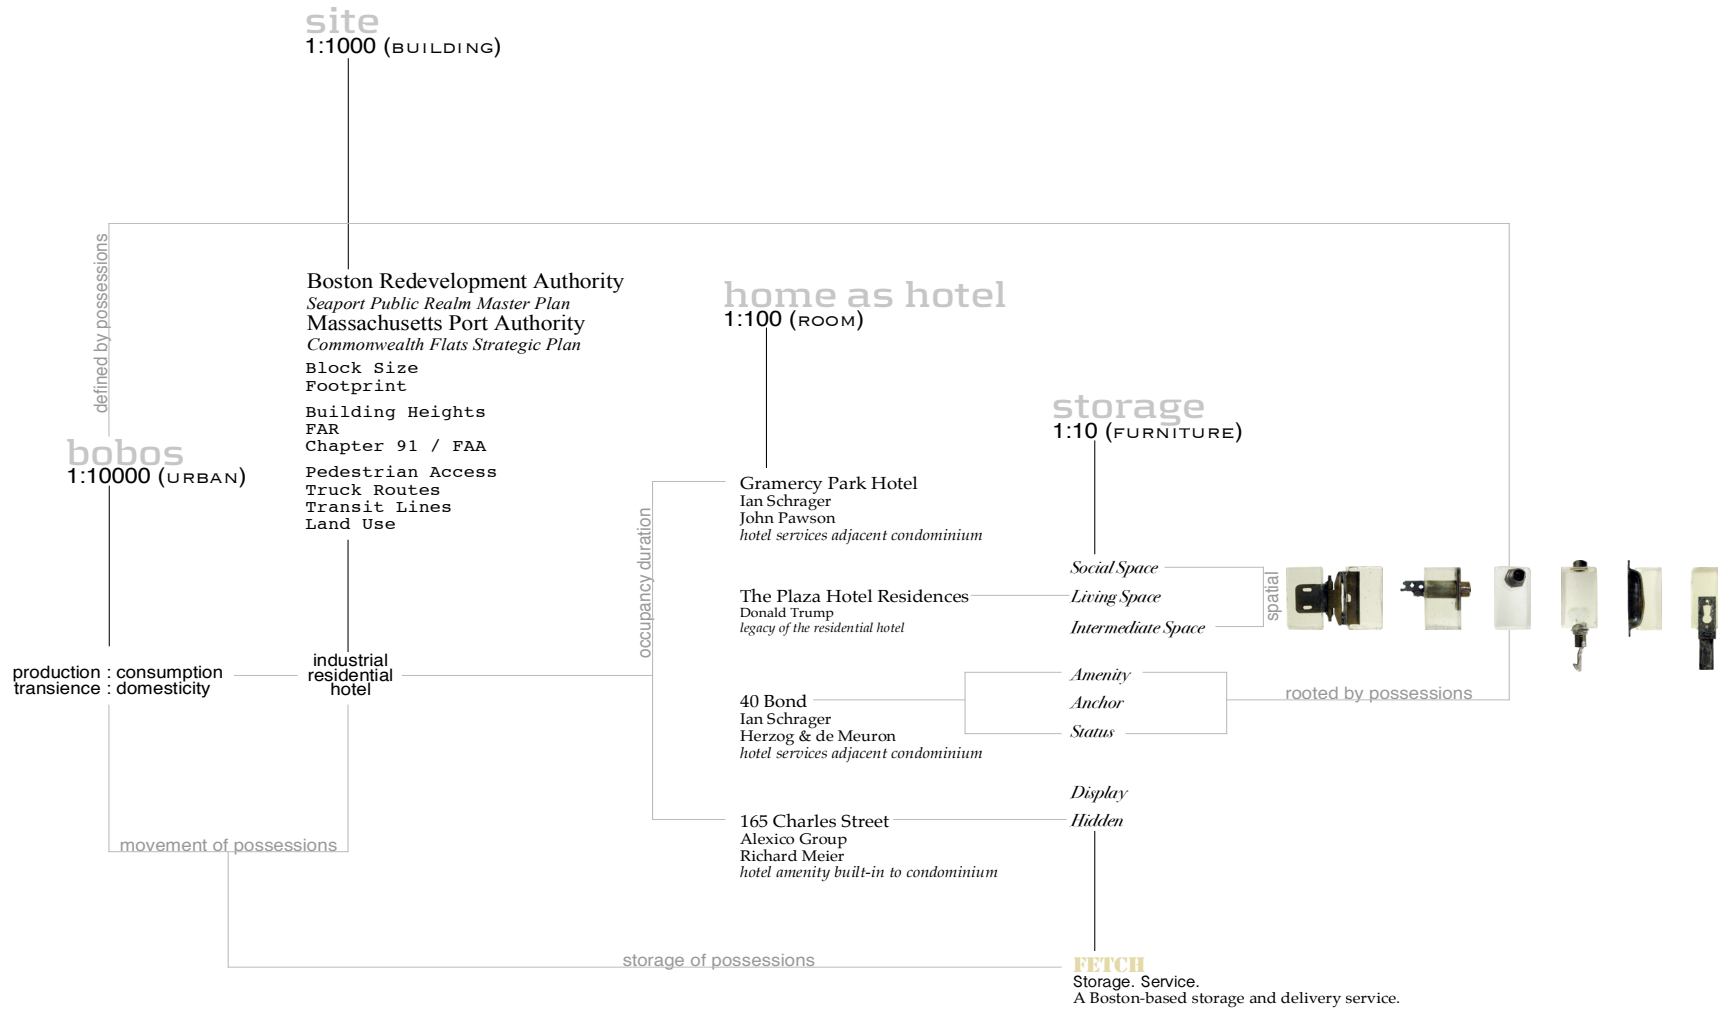 site
1:1000 (BUILDING)
Boston Redevelopment Authority
Seaport Public Realm Master Plan
Massachusetts Port Authority
Commonwealth Flats Strategic Plan
Block Size
Footprint
Building Heights
FAR
Chapter 91 / FAA
Pedestrian Access
Truck Routes
Transit Lines
Land Use
industrial
residential
hotel
defined by possessions
bobos
1:10000 (URBAN)
production : consumption
transience : domesticity
movement of possessions
storage of possessions
occupancy duration
home as hotel
1:100 (ROOM)
Gramercy Park Hotel
Ian Schrager
John Pawson
hotel services adjacent condominium
The Plaza Hotel Residences
Donald Trump
legacy of the residential hotel
40 Bond
Ian Schrager
Herzog & de Meuron
hotel services adjacent condominium
165 Charles Street
Alexico Group
Richard Meier
hotel amenity built-in to condominium
storage
1:10 (FURNITURE)
Social Space
Living Space
Intermediate Space
spatial
Amenity
Anchor
Status
rooted by possessions
Display
Hidden
FETCH
Storage. Service.
A Boston-based storage and delivery service.